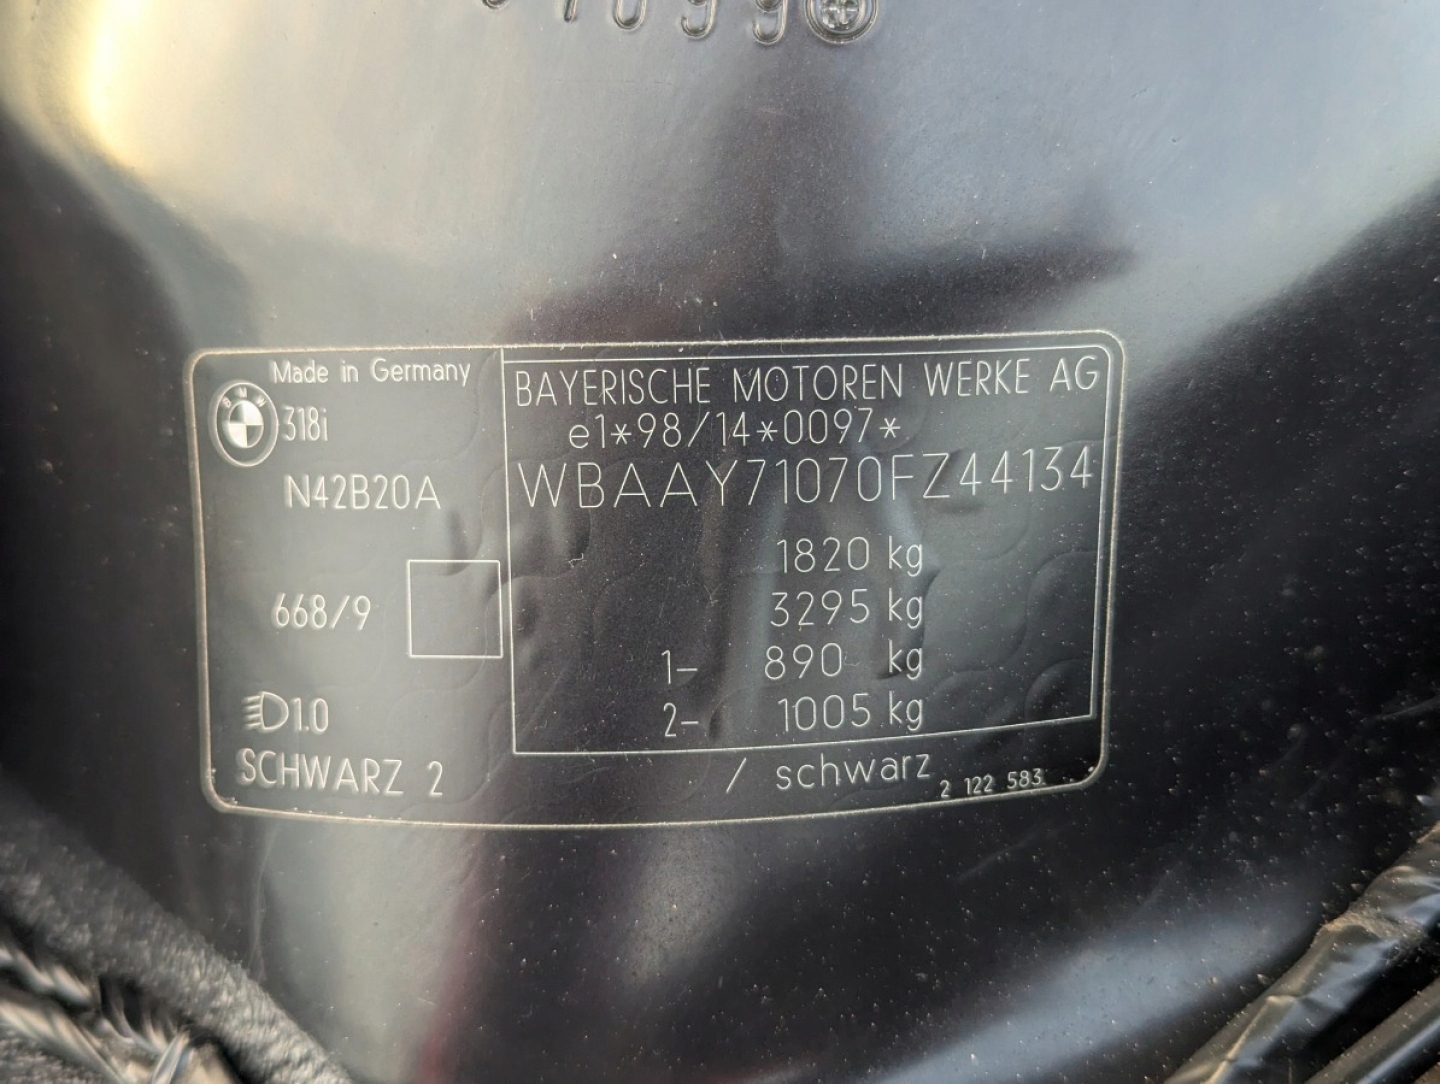 Made in Germany
BMW
318i
N42B20A
668/9
1.0
SCHWARZ 2
BAYERISCHE MOTOREN WERKE AG
e1*98/14*0097*
WBAAY71070FZ44134
1820 kg
3295 kg
1- 890 kg
2- 1005 kg
/ schwarz
2 122 583